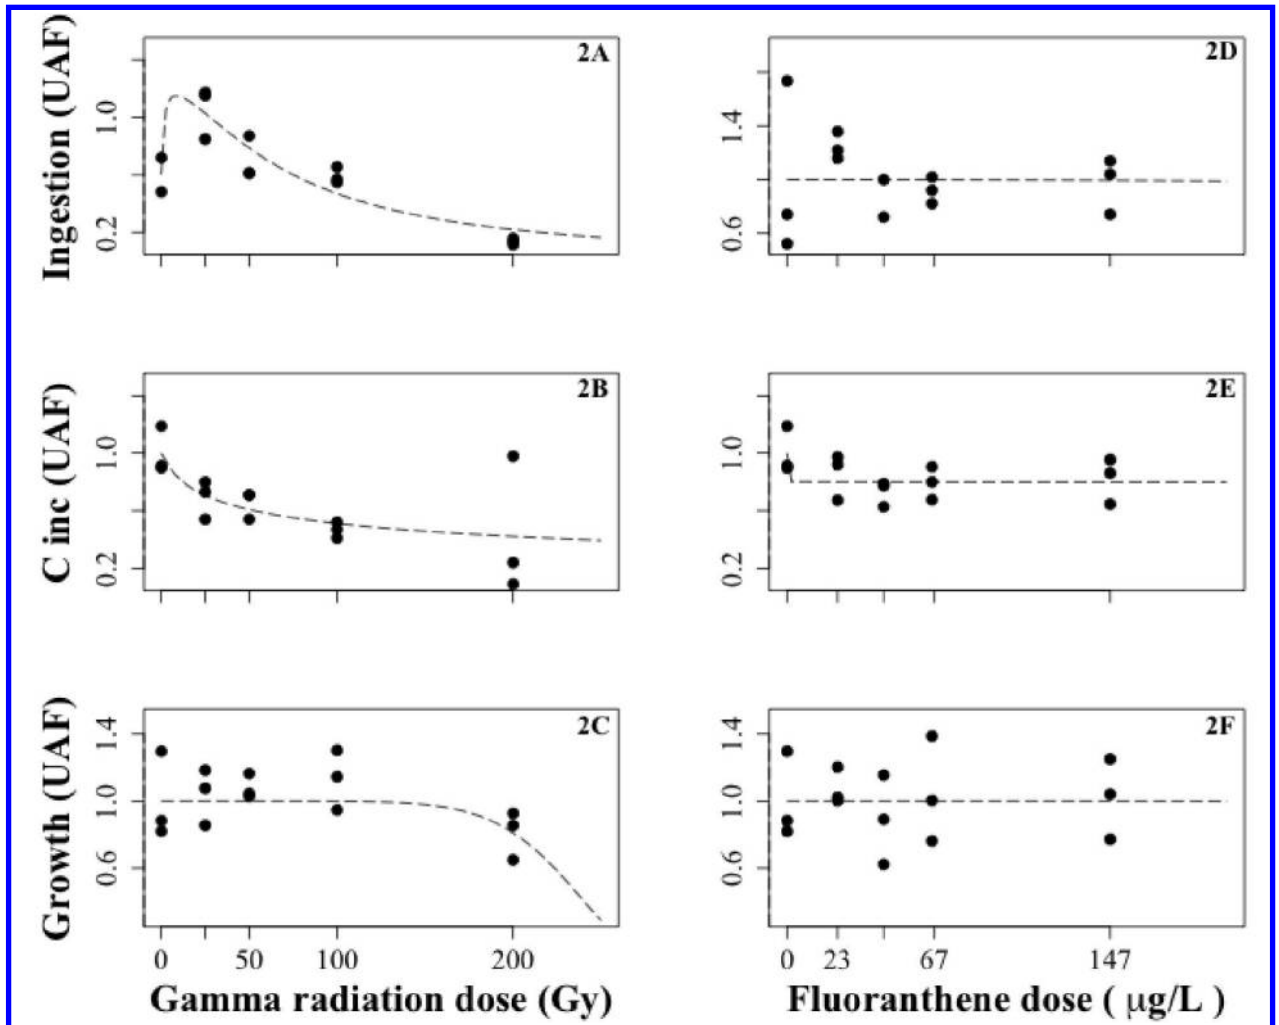 2A
Ingestion (UAF)
1.0
0.2
2D
1.4
0.6
2B
C inc (UAF)
1.0
0.2
2E
1.0
0.2
2C
Growth (UAF)
1.4
1.0
0.6
0 50 100 200
Gamma radiation dose (Gy)
2F
1.4
1.0
0.6
0 23 67 147
Fluoranthene dose ( μg/L )